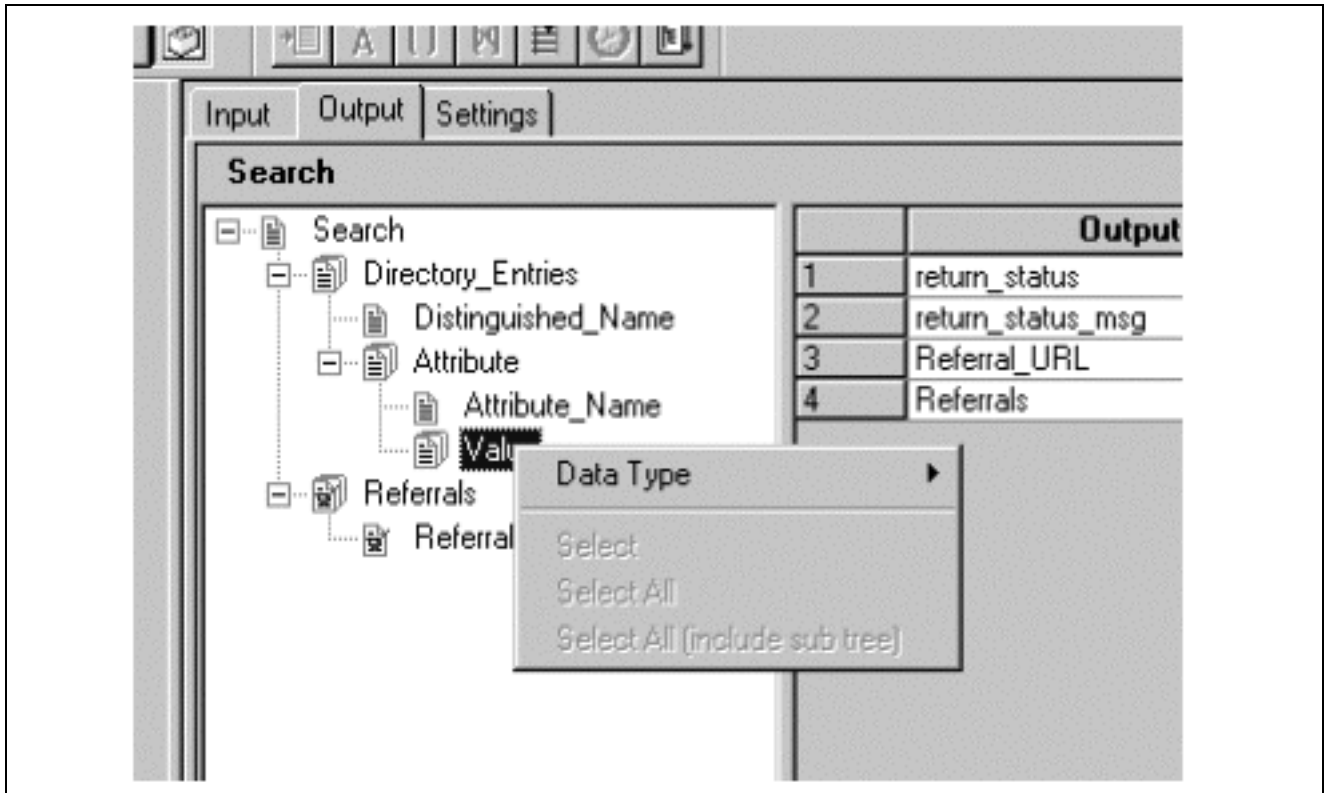 Input Output Settings
Search
Search
Directory_Entries
Distinguished_Name
Attribute
Attribute_Name
Referrals
Referral
Output
1 return_status
2 return_status_msg
3 Referral_URL
4 Referrals
Data Type
Select
Select All
Select All (include sub tree)